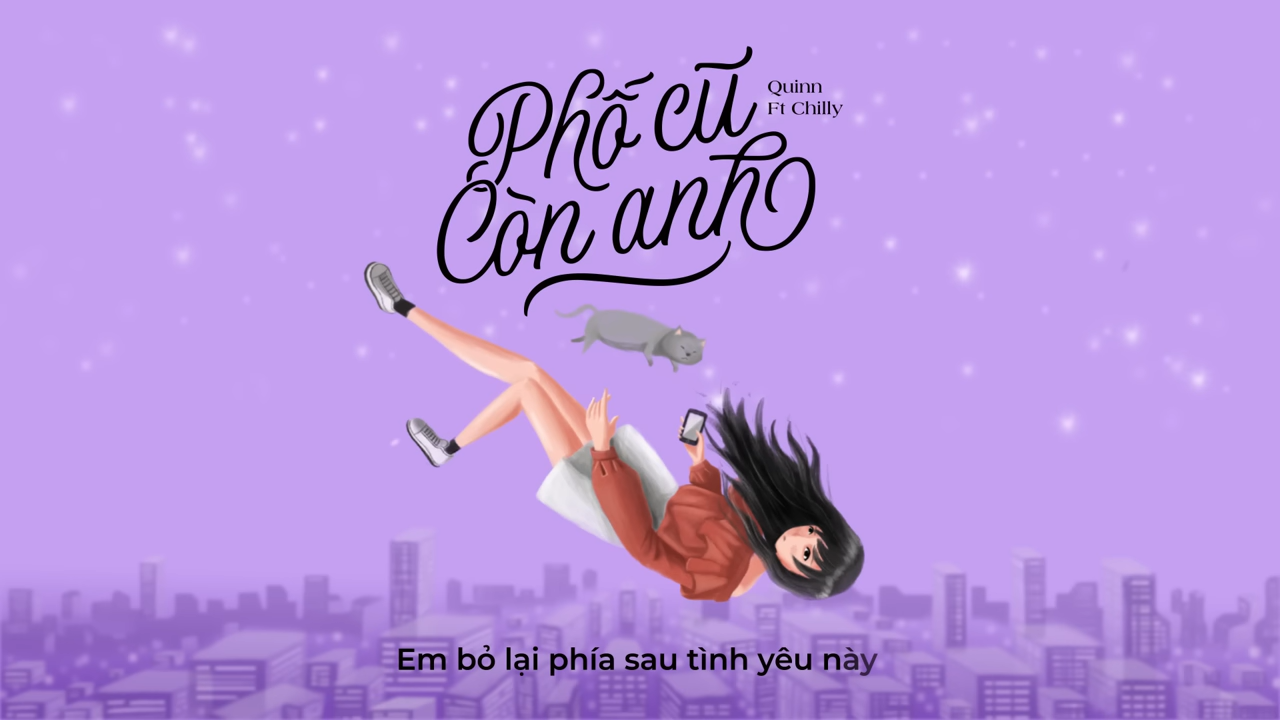 Phố cũ
Còn anh
Quinn
Ft Chilly
Em bỏ lại phía sau tình yêu này